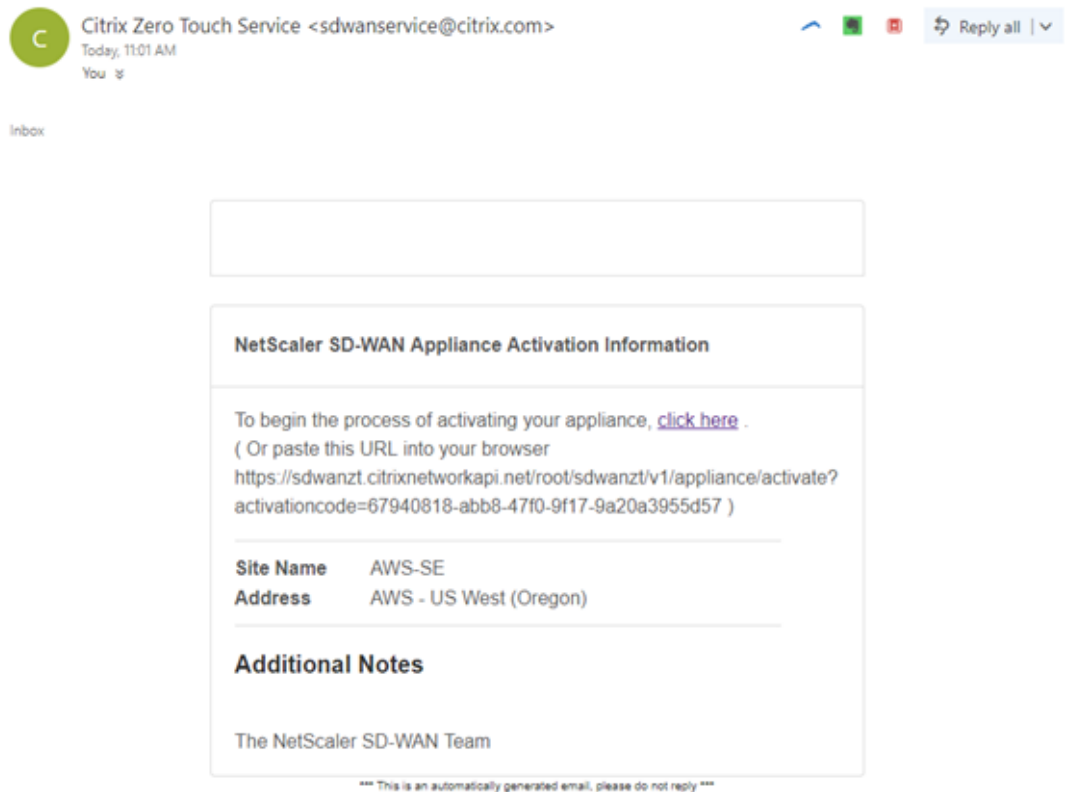 C
Citrix Zero Touch Service <sdwanservice@citrix.com>
Today, 11:01 AM
You
Reply all
Inbox
NetScaler SD-WAN Appliance Activation Information
To begin the process of activating your appliance, click here .
( Or paste this URL into your browser
https://sdwanzt.citrixnetworkapi.net/root/sdwanzt/v1/appliance/activate?
activationcode=67940818-abb8-47f0-9f17-9a20a3955d57 )
Site Name AWS-SE
Address AWS - US West (Oregon)
Additional Notes
The NetScaler SD-WAN Team
*** This is an automatically generated email, please do not reply ***